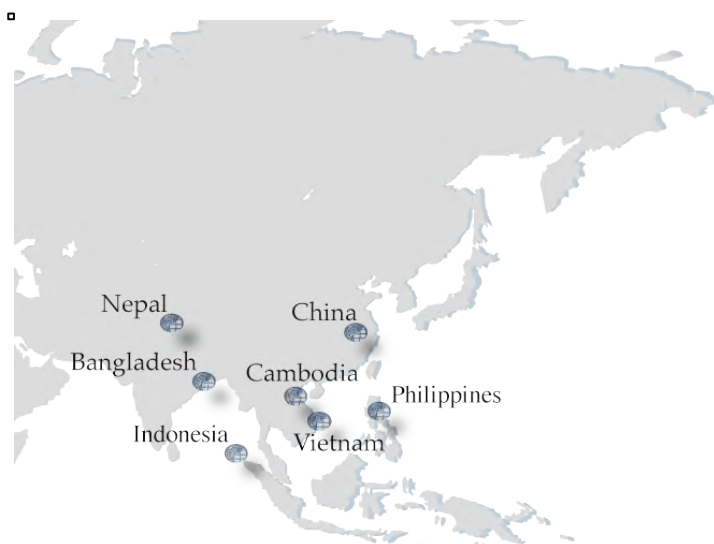 Nepal
China
Bangladesh
Cambodia
Philippines
Indonesia
Vietnam